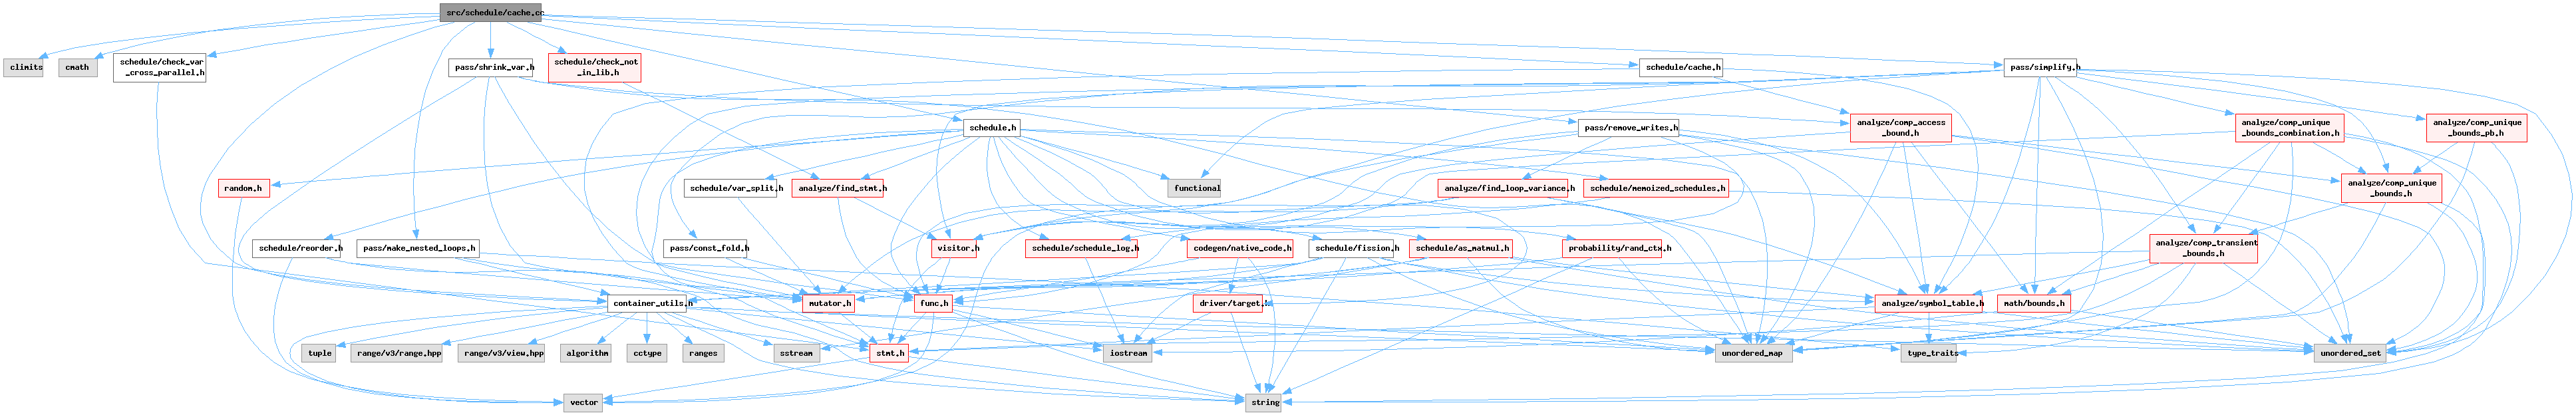 src/schedule/cache.cc
climits
cmath
schedule/check_var
_cross_parallel.h
pass/shrink_var.h
schedule/check_not
_in_lib.h
schedule/cache.h
pass/simplify.h
schedule.h
pass/remove_writes.h
analyze/comp_access
_bound.h
analyze/comp_unique
_bounds_combination.h
analyze/comp_unique
_bounds_pb.h
random.h
schedule/var_split.h
analyze/find_stmt.h
functional
analyze/find_loop_variance.h
schedule/memoized_schedules.h
analyze/comp_unique
_bounds.h
schedule/reorder.h
pass/make_nested_loops.h
pass/const_fold.h
visitor.h
schedule/schedule_log.h
codegen/native_code.h
schedule/fission.h
schedule/as_matmul.h
probability/rand_ctx.h
analyze/comp_transient
_bounds.h
container_utils.h
mutator.h
func.h
driver/target.h
analyze/symbol_table.h
math/bounds.h
tuple
range/v3/range.hpp
range/v3/view.hpp
algorithm
cctype
ranges
sstream
stmt.h
iostream
unordered_map
type_traits
unordered_set
vector
string